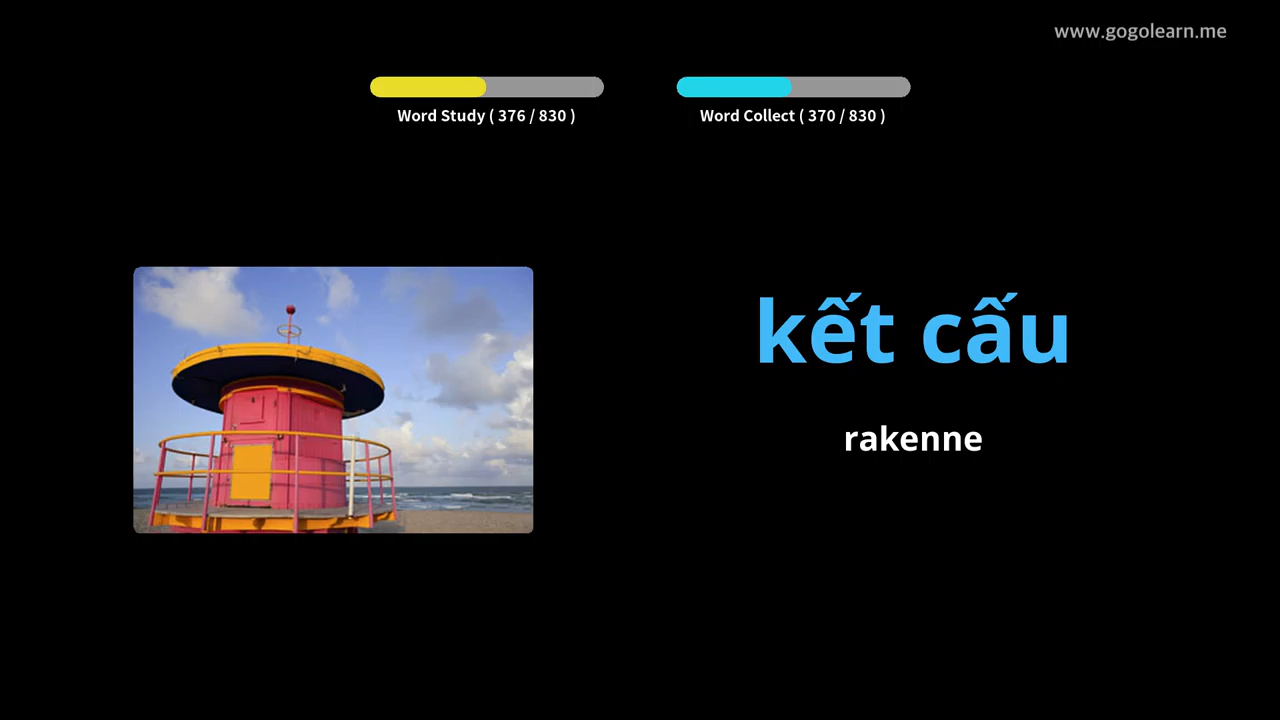 www.gogolearn.me
Word Study ( 376 / 830 )
Word Collect ( 370 / 830 )
kết cấu
rakenne